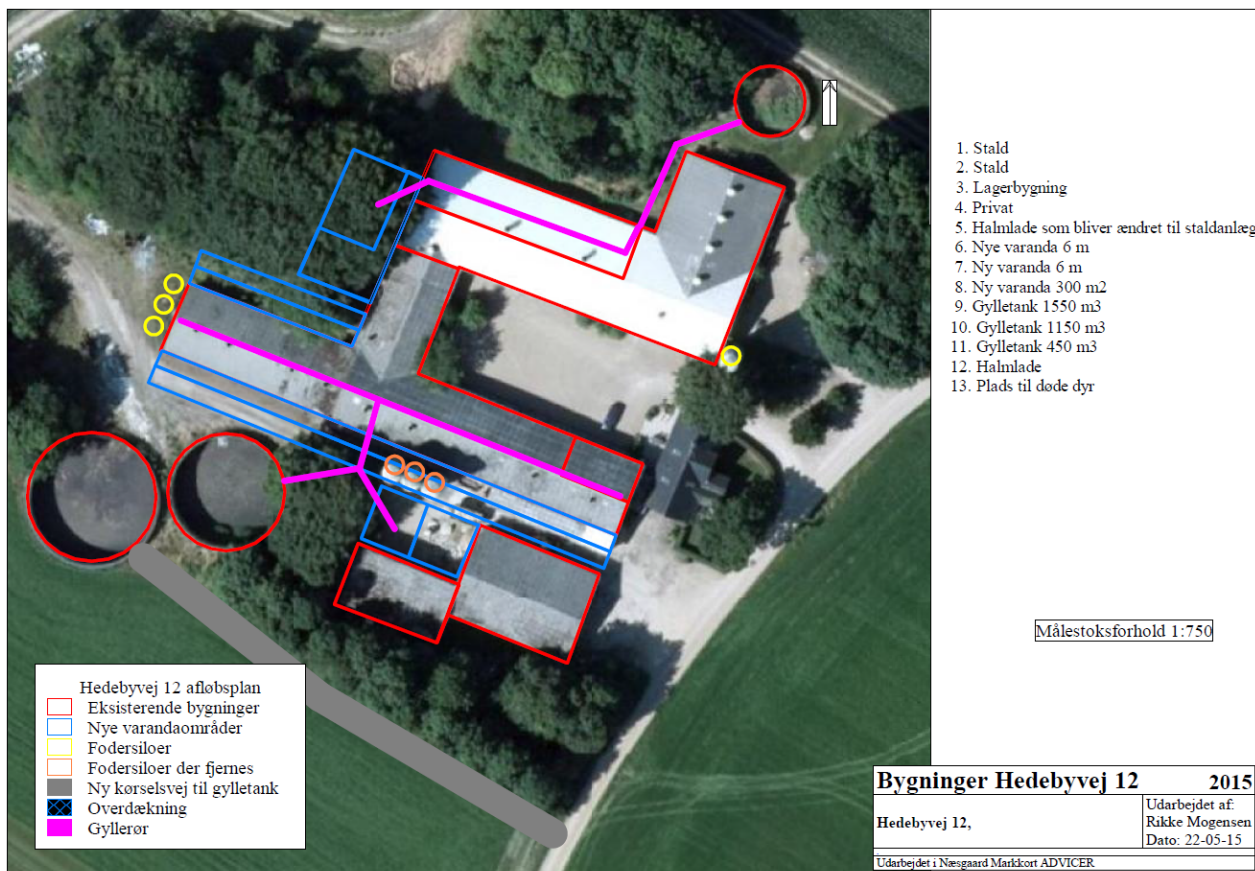 1. Stald
2. Stald
3. Lagerbygning
4. Privat
5. Halmlade som bliver ændret til staldanlæg
6. Nye varanda 6 m
7. Ny varanda 6 m
8. Ny varanda 300 m2
9. Gylletank 1550 m3
10. Gylletank 1150 m3
11. Gylletank 450 m3
12. Halmlade
13. Plads til døde dyr
Målestoksforhold 1:750
Hedebyvej 12 afløbsplan
Eksisterende bygninger
Nye varandaområder
Fodersiloer
Fodersiloer der fjernes
Ny kørselsvej til gylletank
Overdækning
Gyllerør
Bygninger Hedebyvej 12 2015
Hedebyvej 12,
Udarbejdet af:
Rikke Mogensen
Dato: 22-05-15
Udarbejdet i Næsgaard Markkort ADVICER